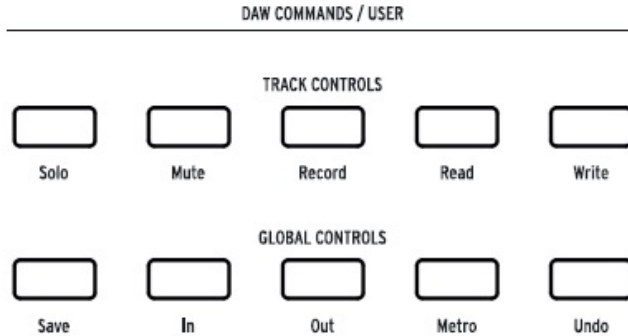 DAW COMMANDS / USER
TRACK CONTROLS
Solo Mute Record Read Write
GLOBAL CONTROLS
Save In Out Metro Undo